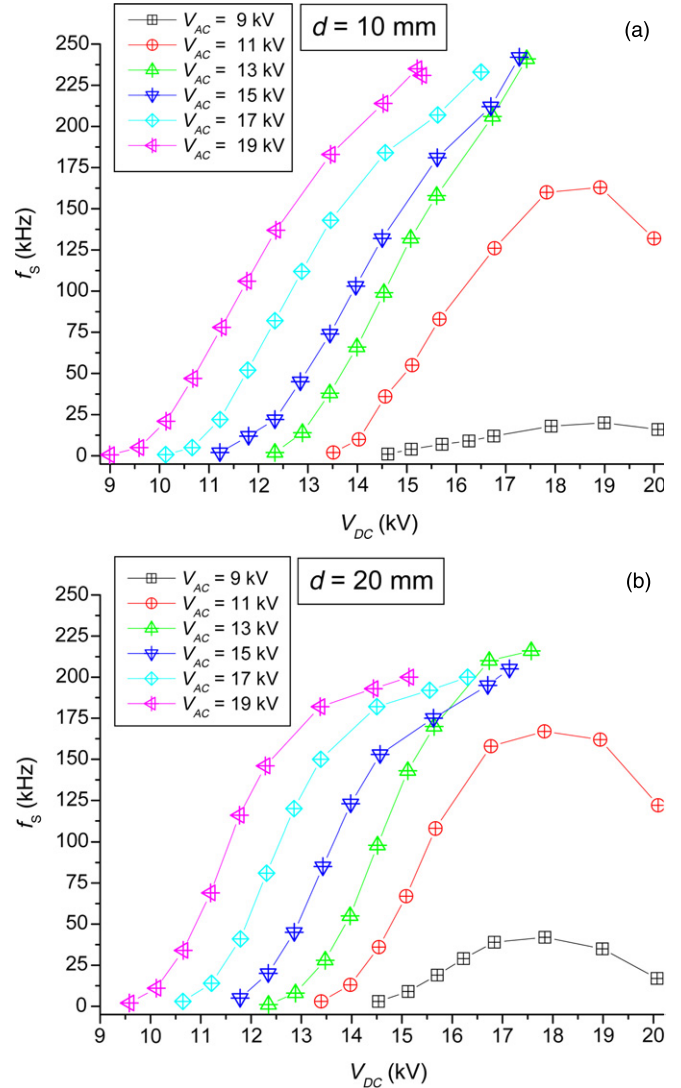 V_AC = 9 kV
V_AC = 11 kV
V_AC = 13 kV
V_AC = 15 kV
V_AC = 17 kV
V_AC = 19 kV
d = 10 mm
(a)
250
225
200
175
150
125
100
75
50
25
0
f_S (kHz)
9 10 11 12 13 14 15 16 17 18 19 20
V_DC (kV)
V_AC = 9 kV
V_AC = 11 kV
V_AC = 13 kV
V_AC = 15 kV
V_AC = 17 kV
V_AC = 19 kV
d = 20 mm
(b)
250
225
200
175
150
125
100
75
50
25
0
f_S (kHz)
9 10 11 12 13 14 15 16 17 18 19 20
V_DC (kV)